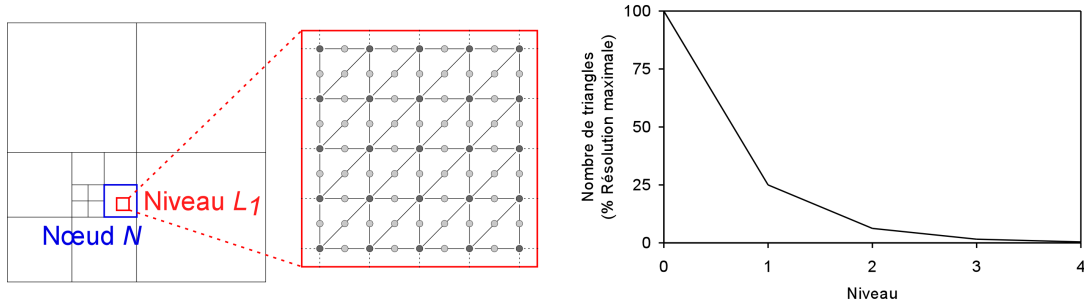 Niveau L1
Nœud N
Nombre de triangles
(% Résolution maximale)
100
75
50
25
0
0 1 2 3 4
Niveau